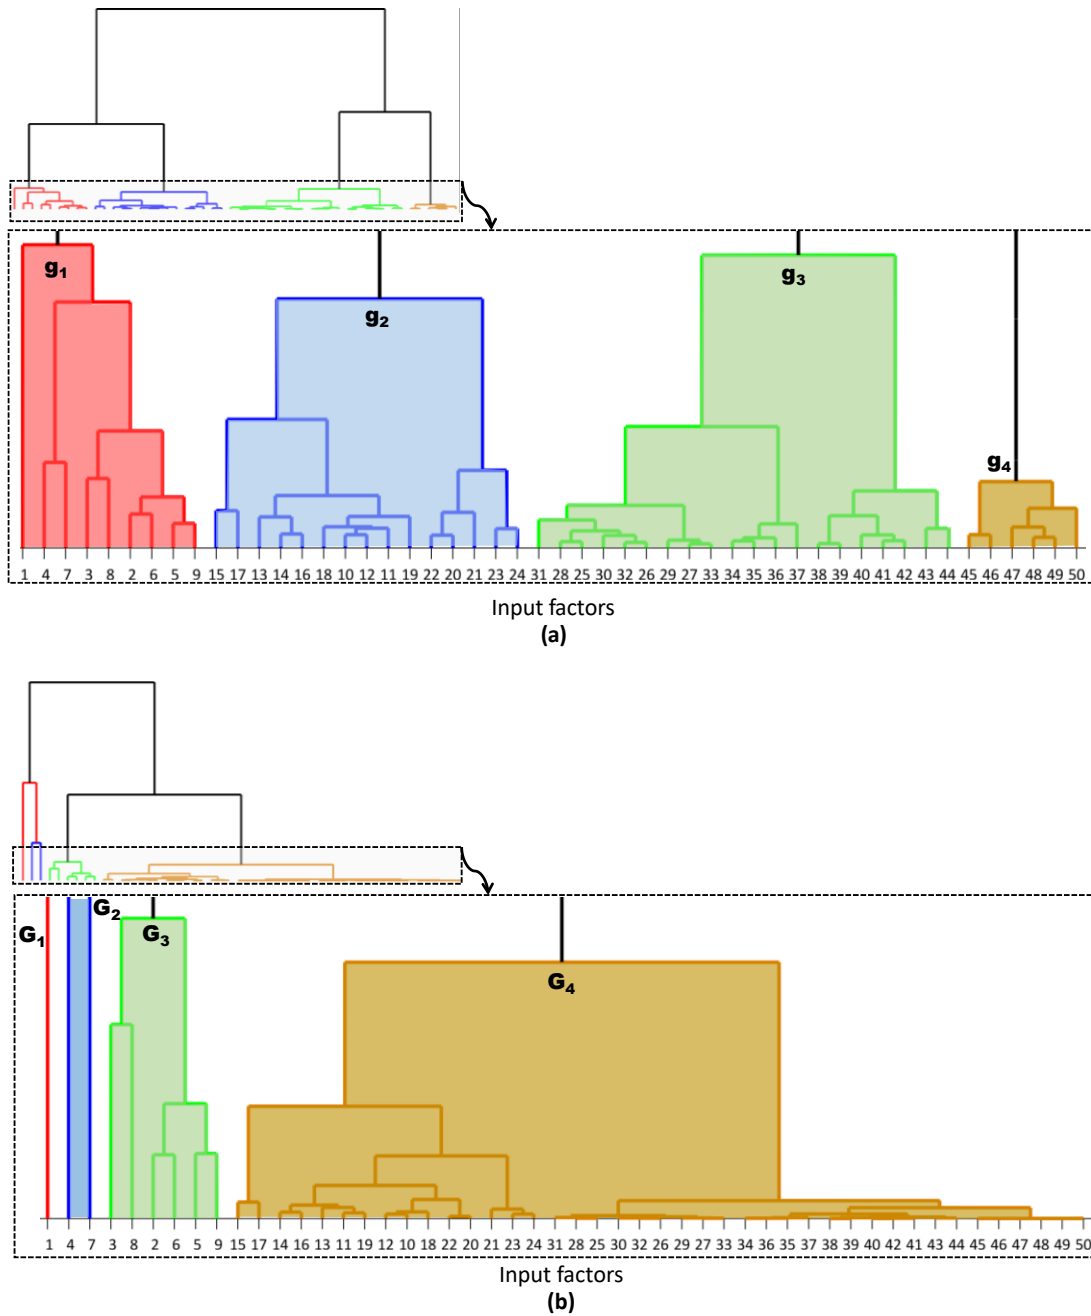 g1
g2
g3
g4
1 4 7 3 8 2 6 5 9 15 17 13 14 16 18 10 12 11 19 22 20 21 23 24 31 28 25 30 32 26 29 27 33 34 35 36 37 38 39 40 41 42 43 44 45 46 47 48 49 50
Input factors
(a)
G1
G2
G3
G4
1 4 7 3 8 2 6 5 9 15 17 14 16 13 11 19 12 10 18 22 20 21 23 24 31 28 25 30 32 26 29 27 33 34 36 35 37 38 39 40 42 41 43 44 45 46 47 48 49 50
Input factors
(b)